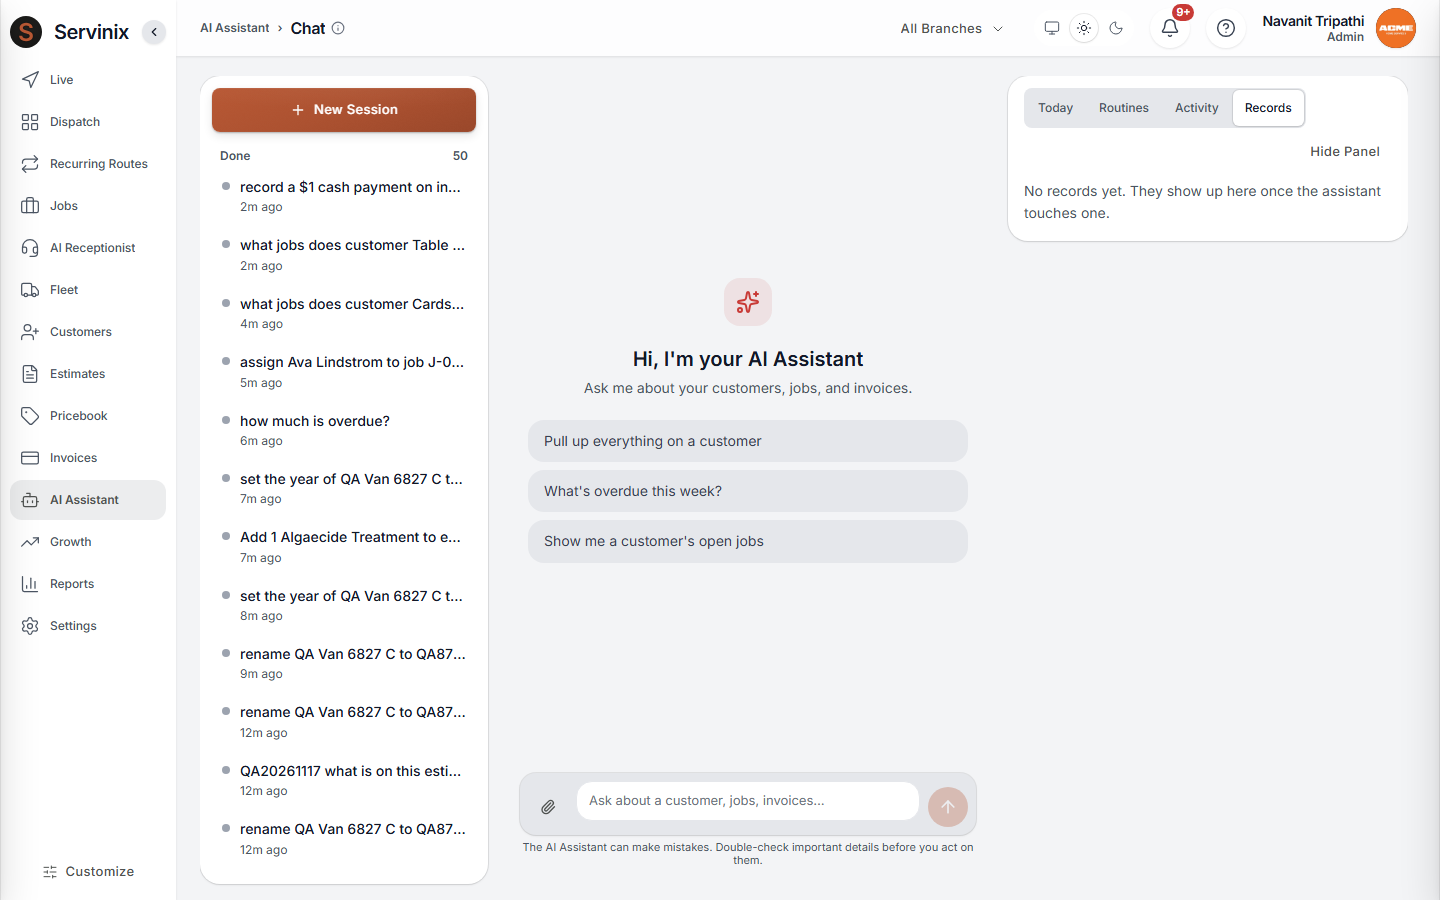 S Servinix
Live
Dispatch
Recurring Routes
Jobs
AI Receptionist
Fleet
Customers
Estimates
Pricebook
Invoices
AI Assistant
Growth
Reports
Settings
Customize
AI Assistant › Chat
All Branches
9+
Navanit Tripathi
Admin
ACME
+ New Session
Done 50
record a $1 cash payment on in...
2m ago
what jobs does customer Table ...
2m ago
what jobs does customer Cards...
4m ago
assign Ava Lindstrom to job J-0...
5m ago
how much is overdue?
6m ago
set the year of QA Van 6827 C t...
7m ago
Add 1 Algaecide Treatment to e...
7m ago
set the year of QA Van 6827 C t...
8m ago
rename QA Van 6827 C to QA87...
9m ago
rename QA Van 6827 C to QA87...
12m ago
QA20261117 what is on this esti...
12m ago
rename QA Van 6827 C to QA87...
12m ago
Hi, I'm your AI Assistant
Ask me about your customers, jobs, and invoices.
Pull up everything on a customer
What's overdue this week?
Show me a customer's open jobs
Ask about a customer, jobs, invoices...
The AI Assistant can make mistakes. Double-check important details before you act on
them.
Today Routines Activity Records
Hide Panel
No records yet. They show up here once the assistant
touches one.